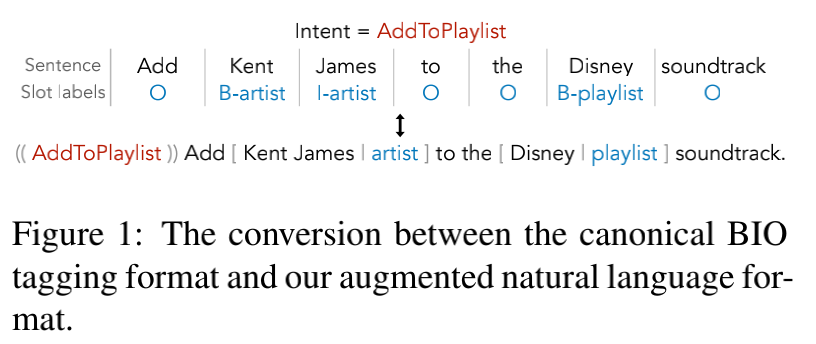 Intent = AddToPlaylist
Sentence Add Kent James to the Disney soundtrack
Slot labels O B-artist I-artist O O B-playlist O
(( AddToPlaylist )) Add [ Kent James | artist ] to the [ Disney | playlist ] soundtrack.
Figure 1: The conversion between the canonical BIO
tagging format and our augmented natural language for-
mat.